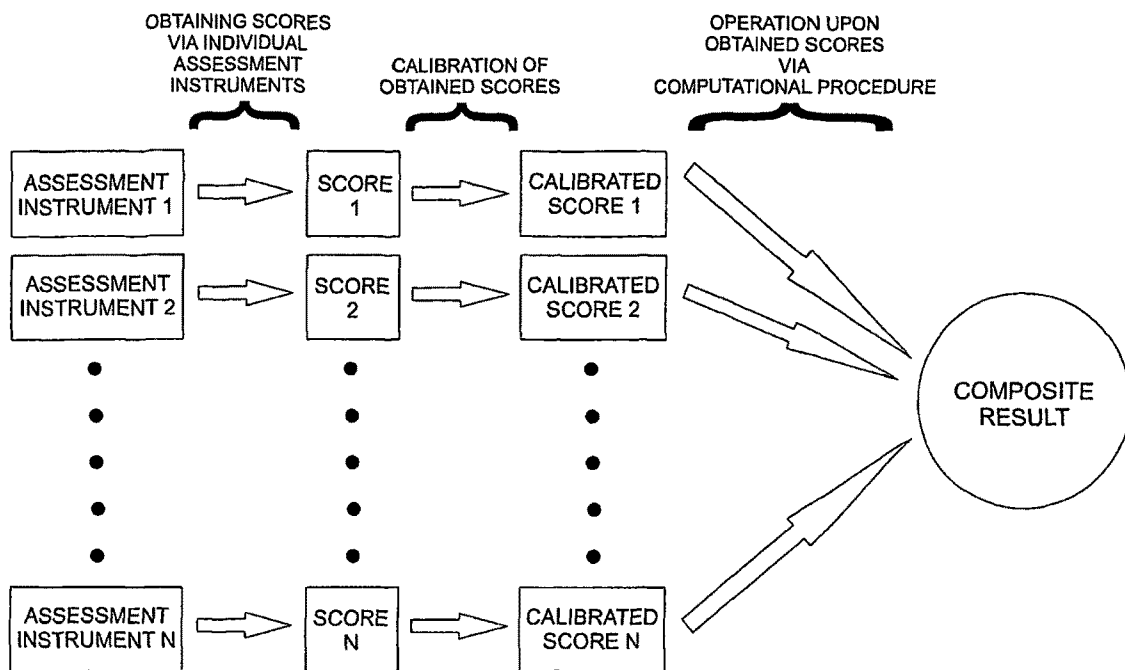 OBTAINING SCORES
VIA INDIVIDUAL
ASSESSMENT
INSTRUMENTS
CALIBRATION OF
OBTAINED SCORES
OPERATION UPON
OBTAINED SCORES
VIA
COMPUTATIONAL PROCEDURE
ASSESSMENT
INSTRUMENT 1
SCORE
1
CALIBRATED
SCORE 1
ASSESSMENT
INSTRUMENT 2
SCORE
2
CALIBRATED
SCORE 2
COMPOSITE
RESULT
ASSESSMENT
INSTRUMENT N
SCORE
N
CALIBRATED
SCORE N